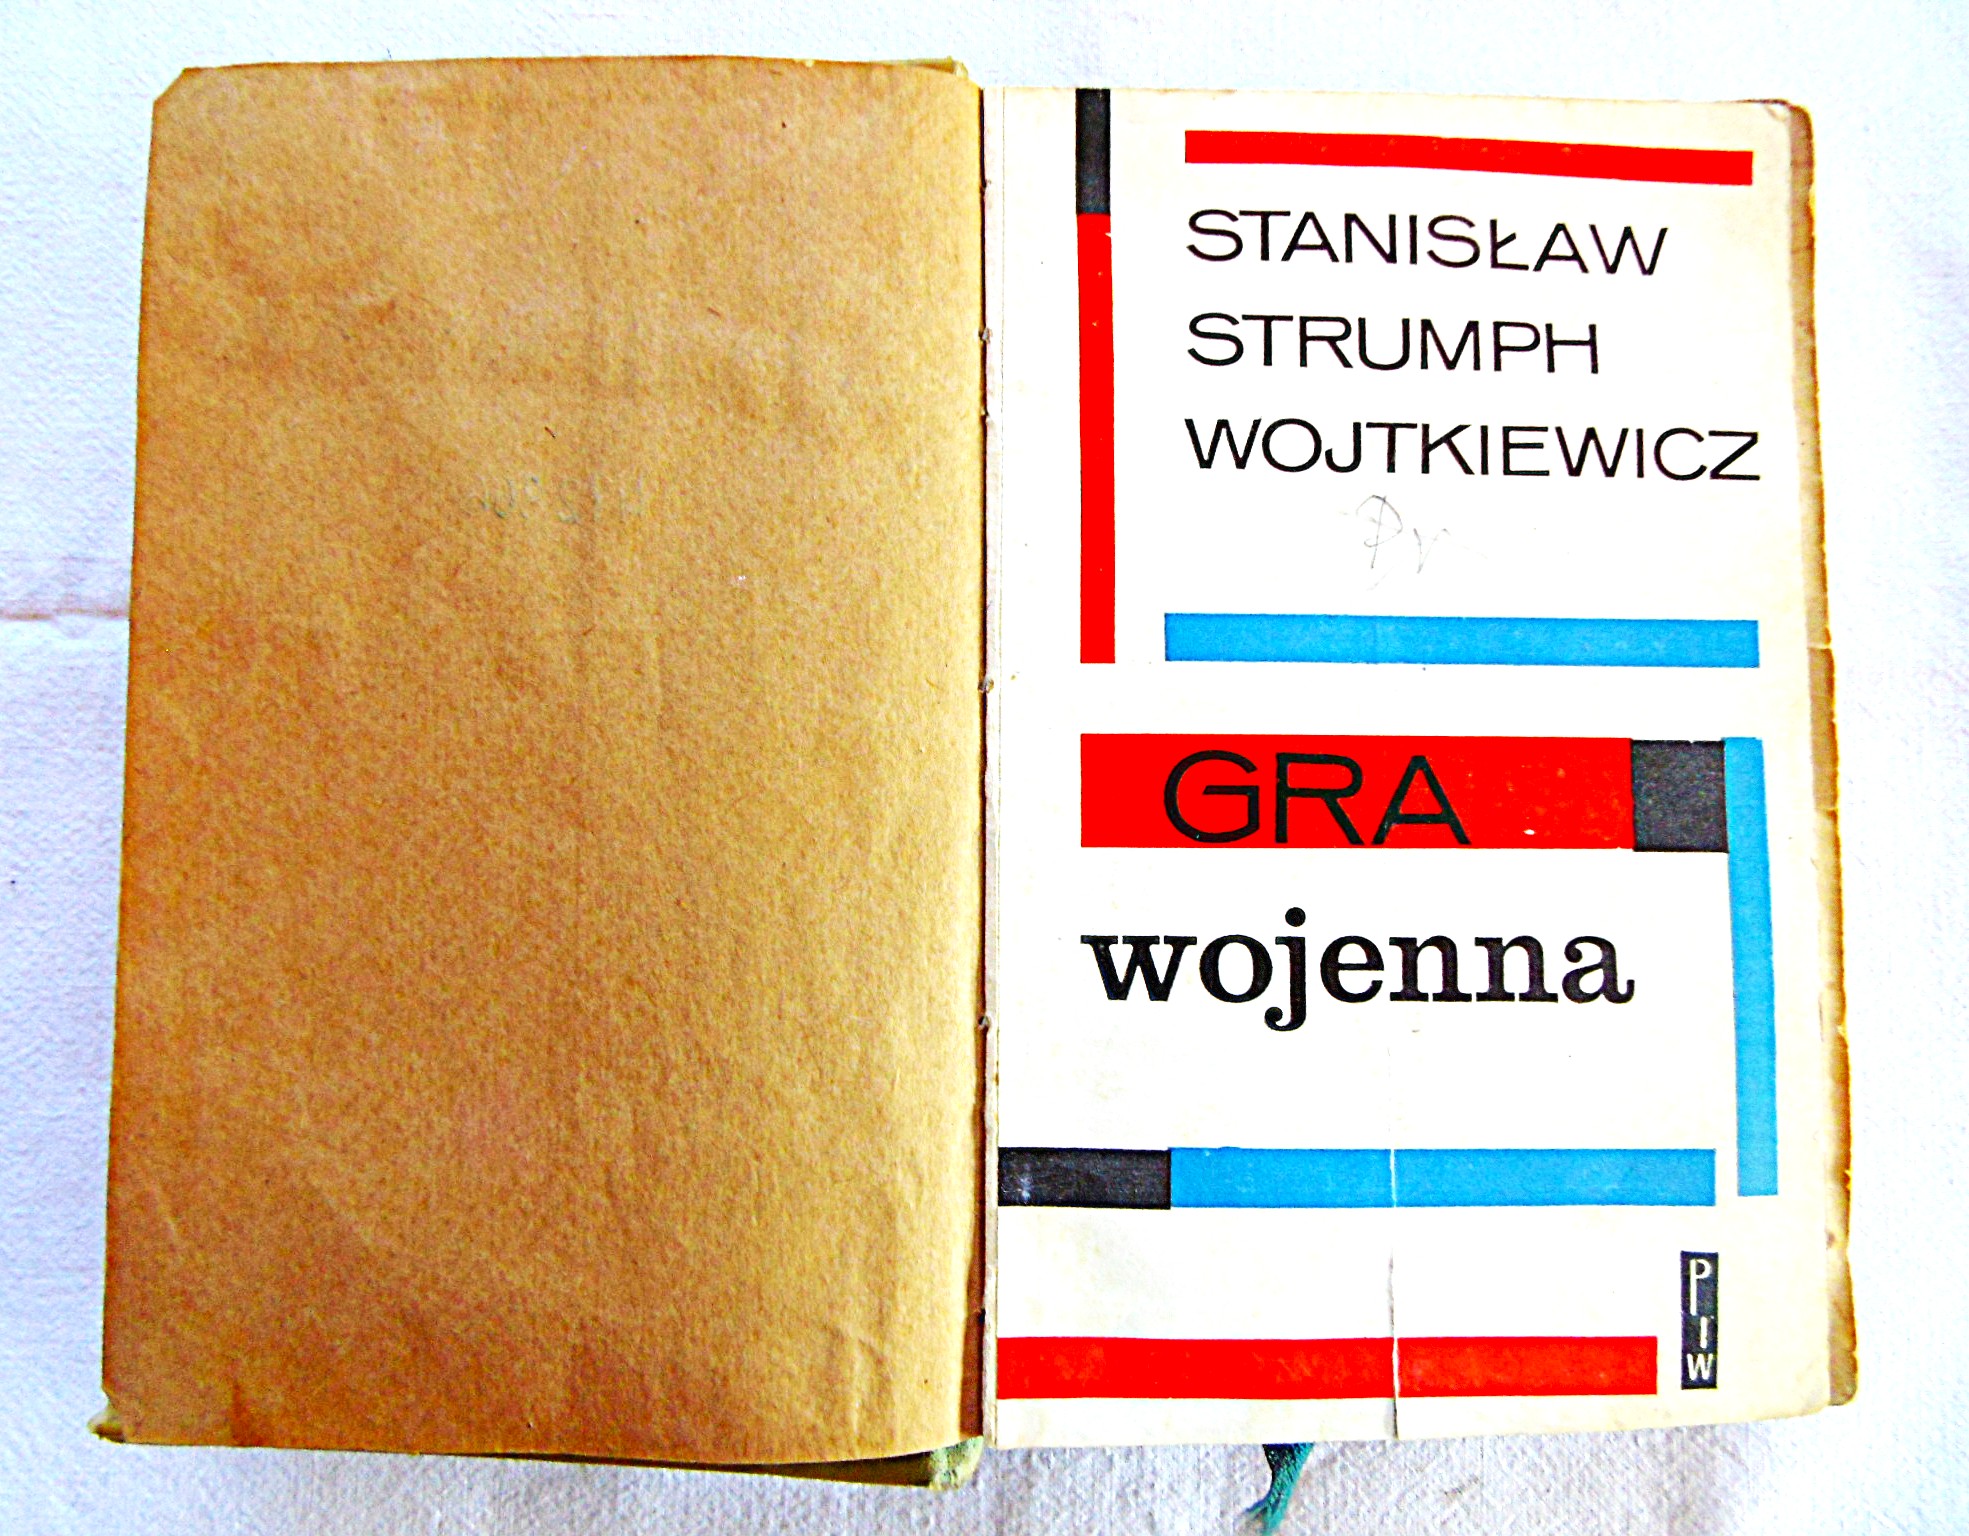 STANISŁAW
STRUMPH
WOJTKIEWICZ
GRA
wojenna
PIW